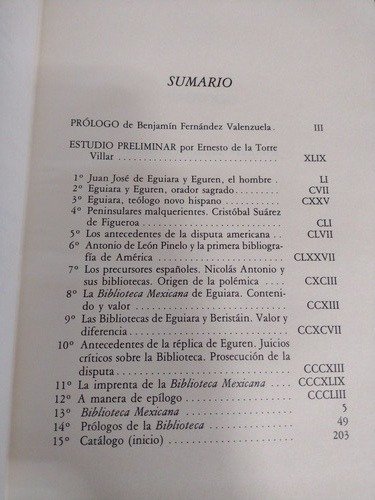 SUMARIO
PRÓLOGO de Benjamín Fernández Valenzuela. III
ESTUDIO PRELIMINAR por Ernesto de la Torre
Villar . . . . . . . . . . . . . . . . . . . . . . . . XLIX
1º Juan José de Eguiara y Eguren, el hombre . LI
2º Eguiara y Eguren, orador sagrado . . . . . . . . CVII
3º Eguiara, teólogo novo hispano . . . . . . . . . . . CXXV
4º Peninsulares malquerientes. Cristóbal Suárez
de Figueroa . . . . . . . . . . . . . . . . . . . . . . CLI
5º Los antecedentes de la disputa americana . . CLVII
6º Antonio de León Pinelo y la primera bibliogra-
fía de América . . . . . . . . . . . . . . . . . . . CLXXVII
7º Los precursores españoles. Nicolás Antonio y
sus bibliotecas. Origen de la polémica . . . . CXCIII
8º La Biblioteca Mexicana de Eguiara. Conteni-
do y valor . . . . . . . . . . . . . . . . . . . . . . CCXIII
9º Las Bibliotecas de Eguiara y Beristáin. Valor y
diferencia . . . . . . . . . . . . . . . . . . . . . . CCXCVII
10º Antecedentes de la réplica de Eguren. Juicios
críticos sobre la Biblioteca. Prosecución de la
disputa . . . . . . . . . . . . . . . . . . . . . . . . CCCXIII
11º La imprenta de la Biblioteca Mexicana . . . . CCCXLIX
12º A manera de epílogo . . . . . . . . . . . . . . . . CCCLIII
13º Biblioteca Mexicana . . . . . . . . . . . . . . . . 5
14º Prólogos de la Biblioteca . . . . . . . . . . . . . 49
15º Catálogo (inicio) . . . . . . . . . . . . . . . . . . 203